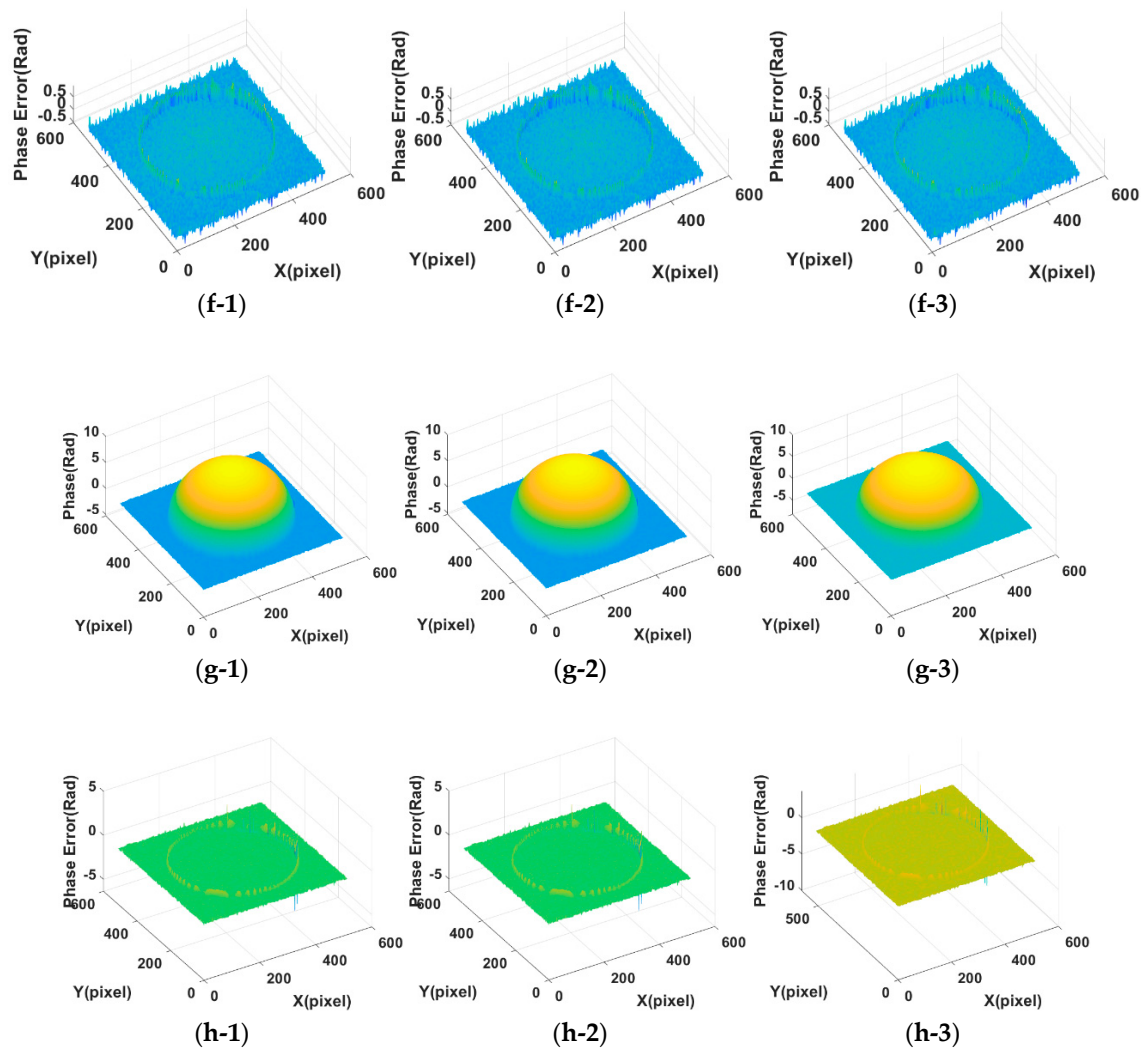 Phase Error(Rad)
0.5
0
-0.5
600
400
200
0
Y(pixel)
0
200
400
600
X(pixel)
(f-1)
Phase Error(Rad)
0.5
0
-0.5
600
400
200
0
Y(pixel)
0
200
400
600
X(pixel)
(f-2)
Phase Error(Rad)
0.5
0
-0.5
600
400
200
0
Y(pixel)
0
200
400
600
X(pixel)
(f-3)
Phase(Rad)
10
5
0
-5
600
400
200
0
Y(pixel)
0
200
400
600
X(pixel)
(g-1)
Phase(Rad)
10
5
0
-5
600
400
200
0
Y(pixel)
0
200
400
600
X(pixel)
(g-2)
Phase(Rad)
10
5
0
-5
600
400
200
0
Y(pixel)
0
200
400
600
X(pixel)
(g-3)
Phase Error(Rad)
5
0
-5
600
400
200
0
Y(pixel)
0
200
400
600
X(pixel)
(h-1)
Phase Error(Rad)
5
0
-5
600
400
200
0
Y(pixel)
0
200
400
600
X(pixel)
(h-2)
Phase Error(Rad)
0
-5
-10
500
0
Y(pixel)
0
200
400
600
X(pixel)
(h-3)